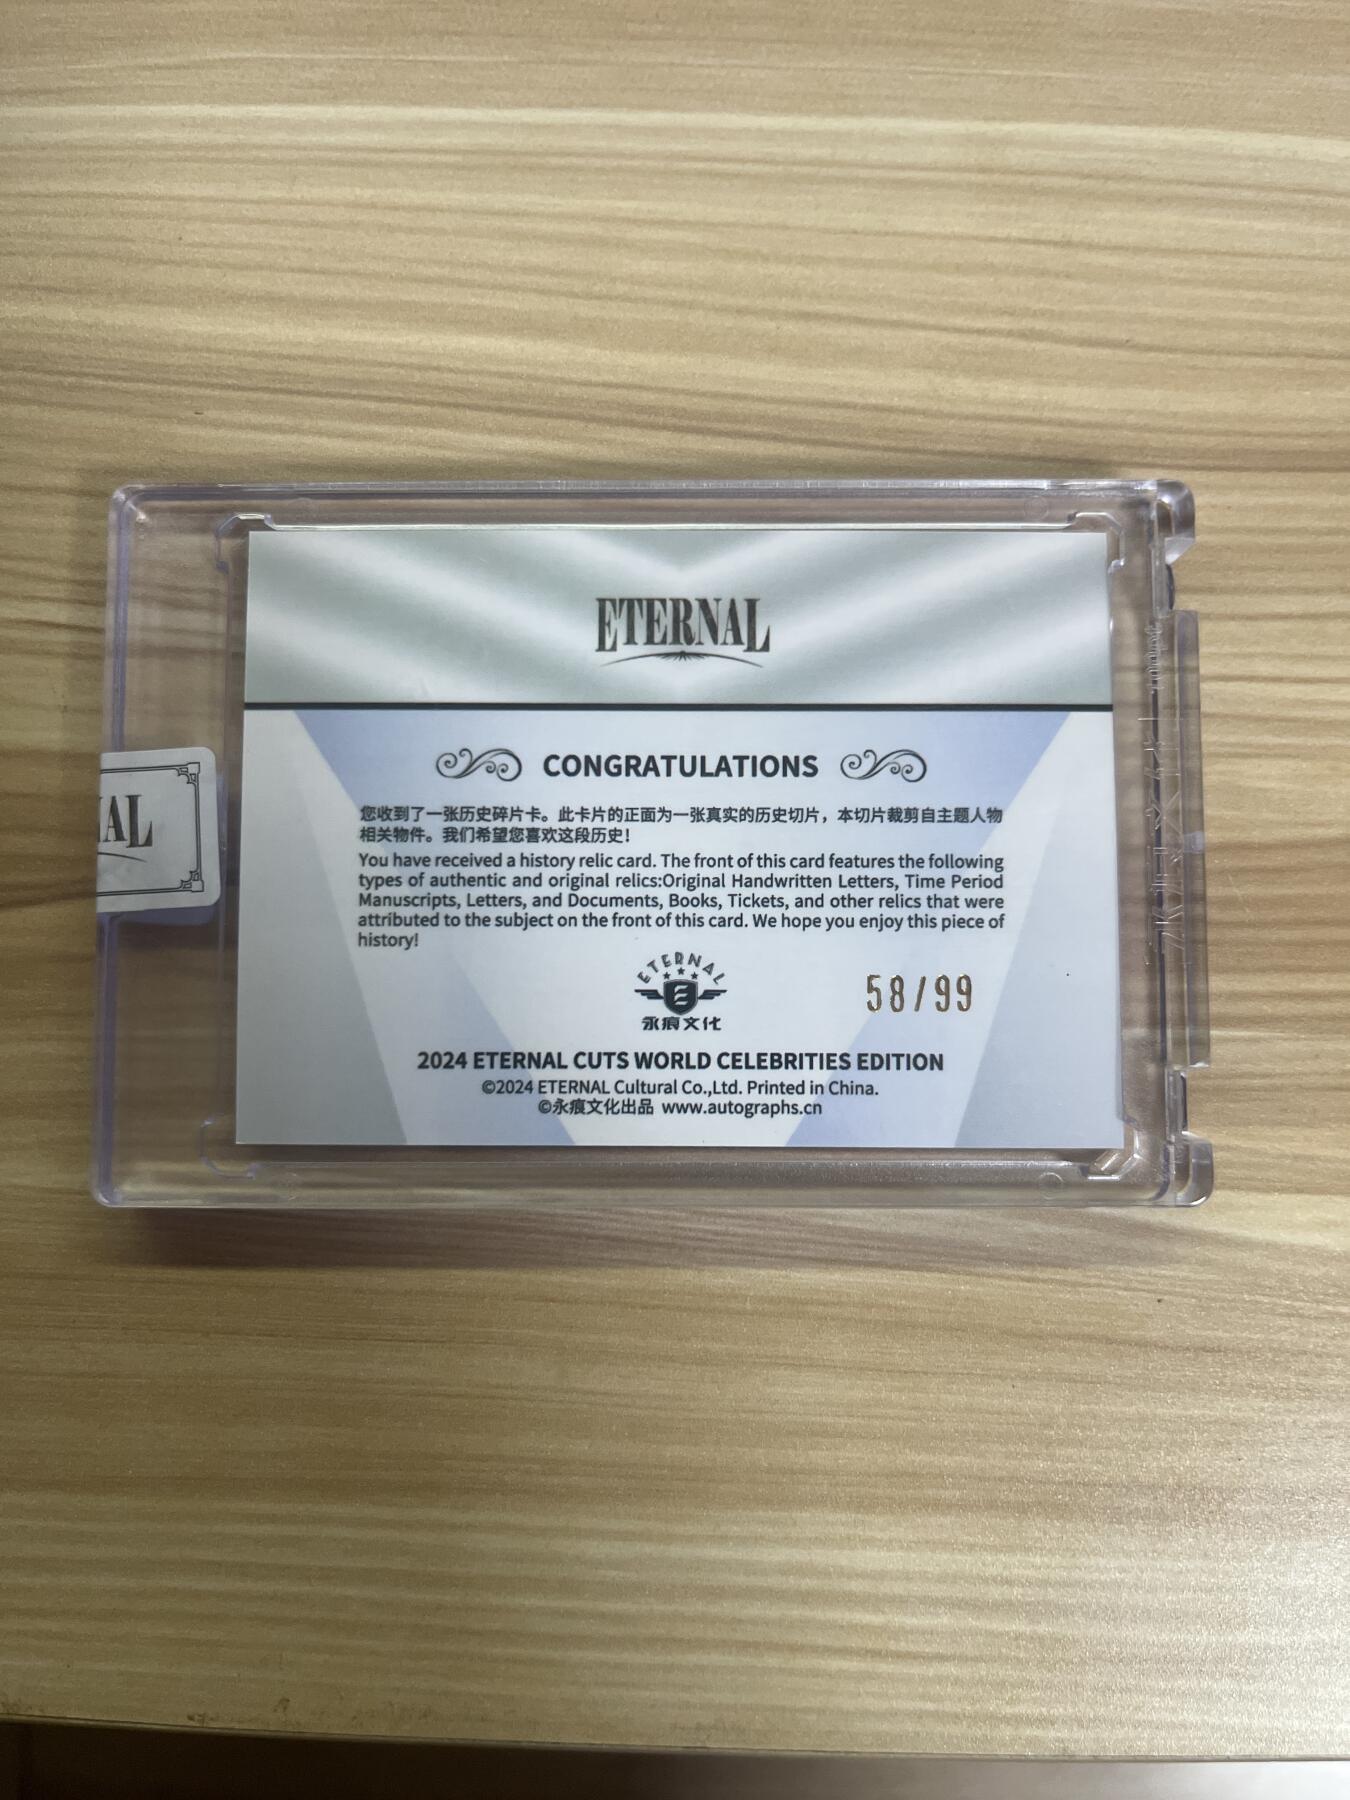 ETERNAL
CONGRATULATIONS
您收到了一张历史碎片卡。此卡片的正面为一张真实的历史切片，本切片裁剪自主题人物
相关物件。我们希望您喜欢这段历史！
You have received a history relic card. The front of this card features the following
types of authentic and original relics:Original Handwritten Letters, Time Period
Manuscripts, Letters, and Documents, Books, Tickets, and other relics that were
attributed to the subject on the front of this card. We hope you enjoy this piece of
history!
ETERNAL
永痕文化
58/99
2024 ETERNAL CUTS WORLD CELEBRITIES EDITION
©2024 ETERNAL Cultural Co.,Ltd. Printed in China.
©永痕文化出品 www.autographs.cn
AL